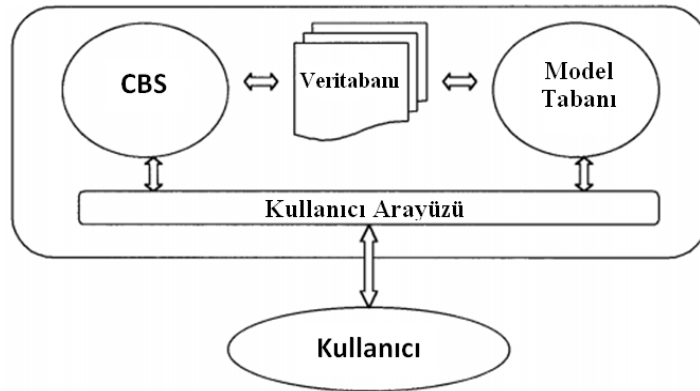 CBS
Veritabanı
Model
Tabanı
Kullanıcı Arayüzü
Kullanıcı